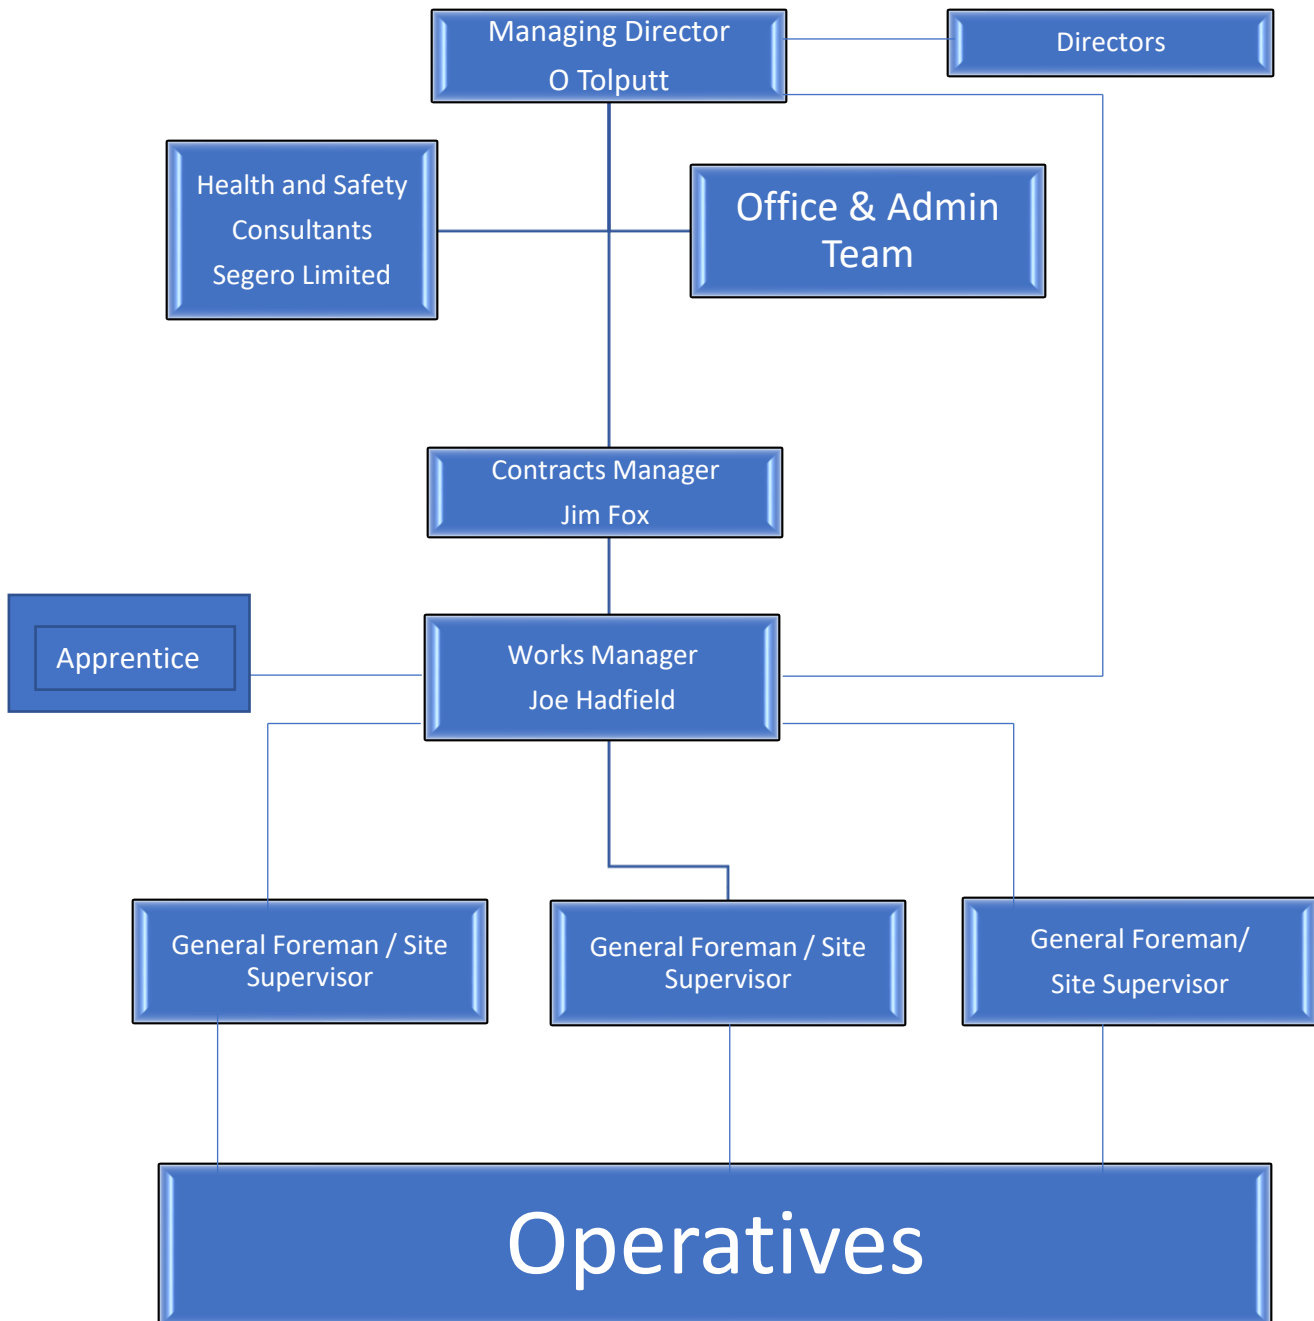 Managing Director
O Tolputt
Directors
Health and Safety
Consultants
Segero Limited
Office & Admin
Team
Contracts Manager
Jim Fox
Apprentice
Works Manager
Joe Hadfield
General Foreman / Site
Supervisor
General Foreman / Site
Supervisor
General Foreman/
Site Supervisor
Operatives